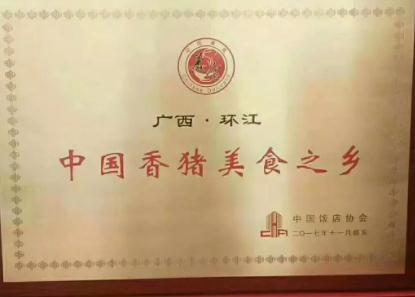 广西·环江
中国香猪美食之乡
中国饭店协会
二〇一七年十一月颁发